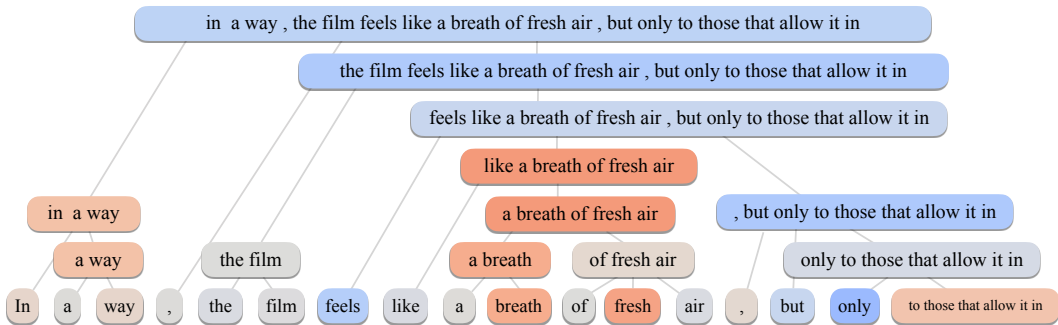 in a way , the film feels like a breath of fresh air , but only to those that allow it in
the film feels like a breath of fresh air , but only to those that allow it in
feels like a breath of fresh air , but only to those that allow it in
like a breath of fresh air
in a way
a breath of fresh air
, but only to those that allow it in
a way
the film
a breath
of fresh air
only to those that allow it in
In
a
way
,
the
film
feels
like
a
breath
of
fresh
air
,
but
only
to those that allow it in